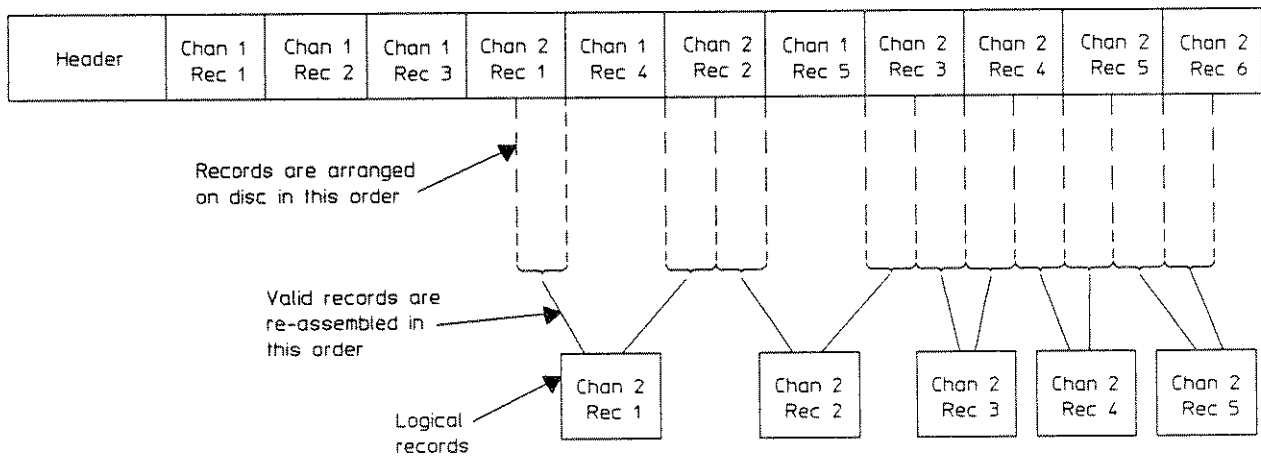 Header
Chan 1
Rec 1
Chan 1
Rec 2
Chan 1
Rec 3
Chan 2
Rec 1
Chan 1
Rec 4
Chan 2
Rec 2
Chan 1
Rec 5
Chan 2
Rec 3
Chan 2
Rec 4
Chan 2
Rec 5
Chan 2
Rec 6
Records are arranged
on disc in this order
Valid records are
re-assembled in
this order
Logical
records
Chan 2
Rec 1
Chan 2
Rec 2
Chan 2
Rec 3
Chan 2
Rec 4
Chan 2
Rec 5